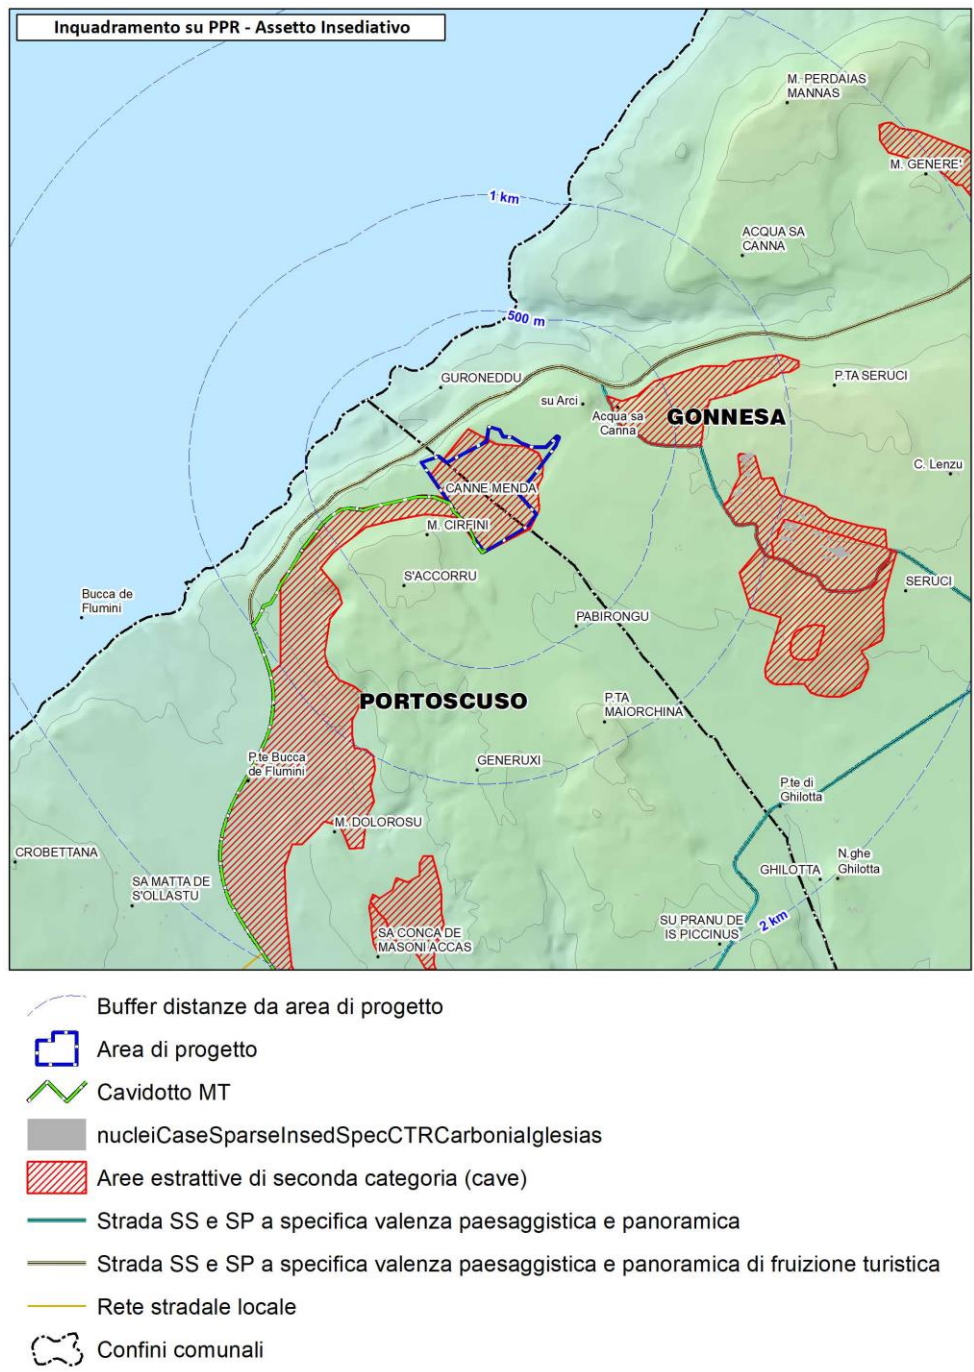 Inquadramento su PPR - Assetto Insediativo
M. PERDAIAS
MANNAS
M. GENERE'
1 km
ACQUA SA
CANNA
500 m
GURONEDDU
P.TA SERUCI
su Arci
Acqua sa
Canna
GONNESA
C. Lenzu
CANNE MENDA
M. CIRFINI
S'ACCORRU
SERUCI
Bucca de
Flumini
PABIRONGU
PORTOSCUSO
P.TA
MAIORCHINA
P.te Bucca
de Flumini
GENERUXI
P.te di
Ghilotta
M. DOLOROSU
CROBETTANA
N.ghe
Ghilotta
GHILOTTA
SA MATTA DE
S'OLLASTU
SU PRANU DE
IS PICCINUS
2 km
SA CONCA DE
MASONI ACCAS
Buffer distanze da area di progetto
Area di progetto
Cavidotto MT
nucleiCaseSparseInsedSpecCTRCarboniaIglesias
Aree estrattive di seconda categoria (cave)
Strada SS e SP a specifica valenza paesaggistica e panoramica
Strada SS e SP a specifica valenza paesaggistica e panoramica di fruizione turistica
Rete stradale locale
Confini comunali